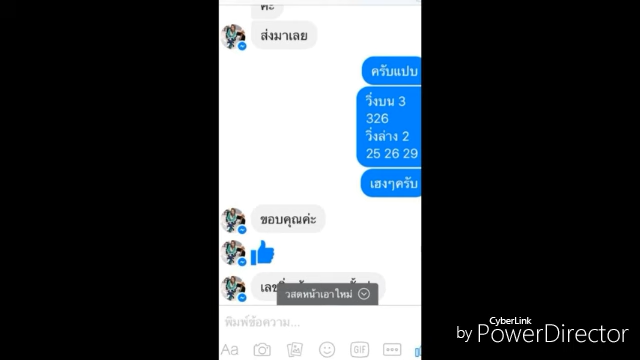 ค่ะ
ส่งมาเลย
ครับแปบ
วิ่งบน 3
326
วิ่งล่าง 2
25 26 29
เฮงๆครับ
ขอบคุณค่ะ
วสดหน้าเอาใหม่
พิมพ์ข้อความ...
Aa
GIF
CyberLink
by PowerDirector